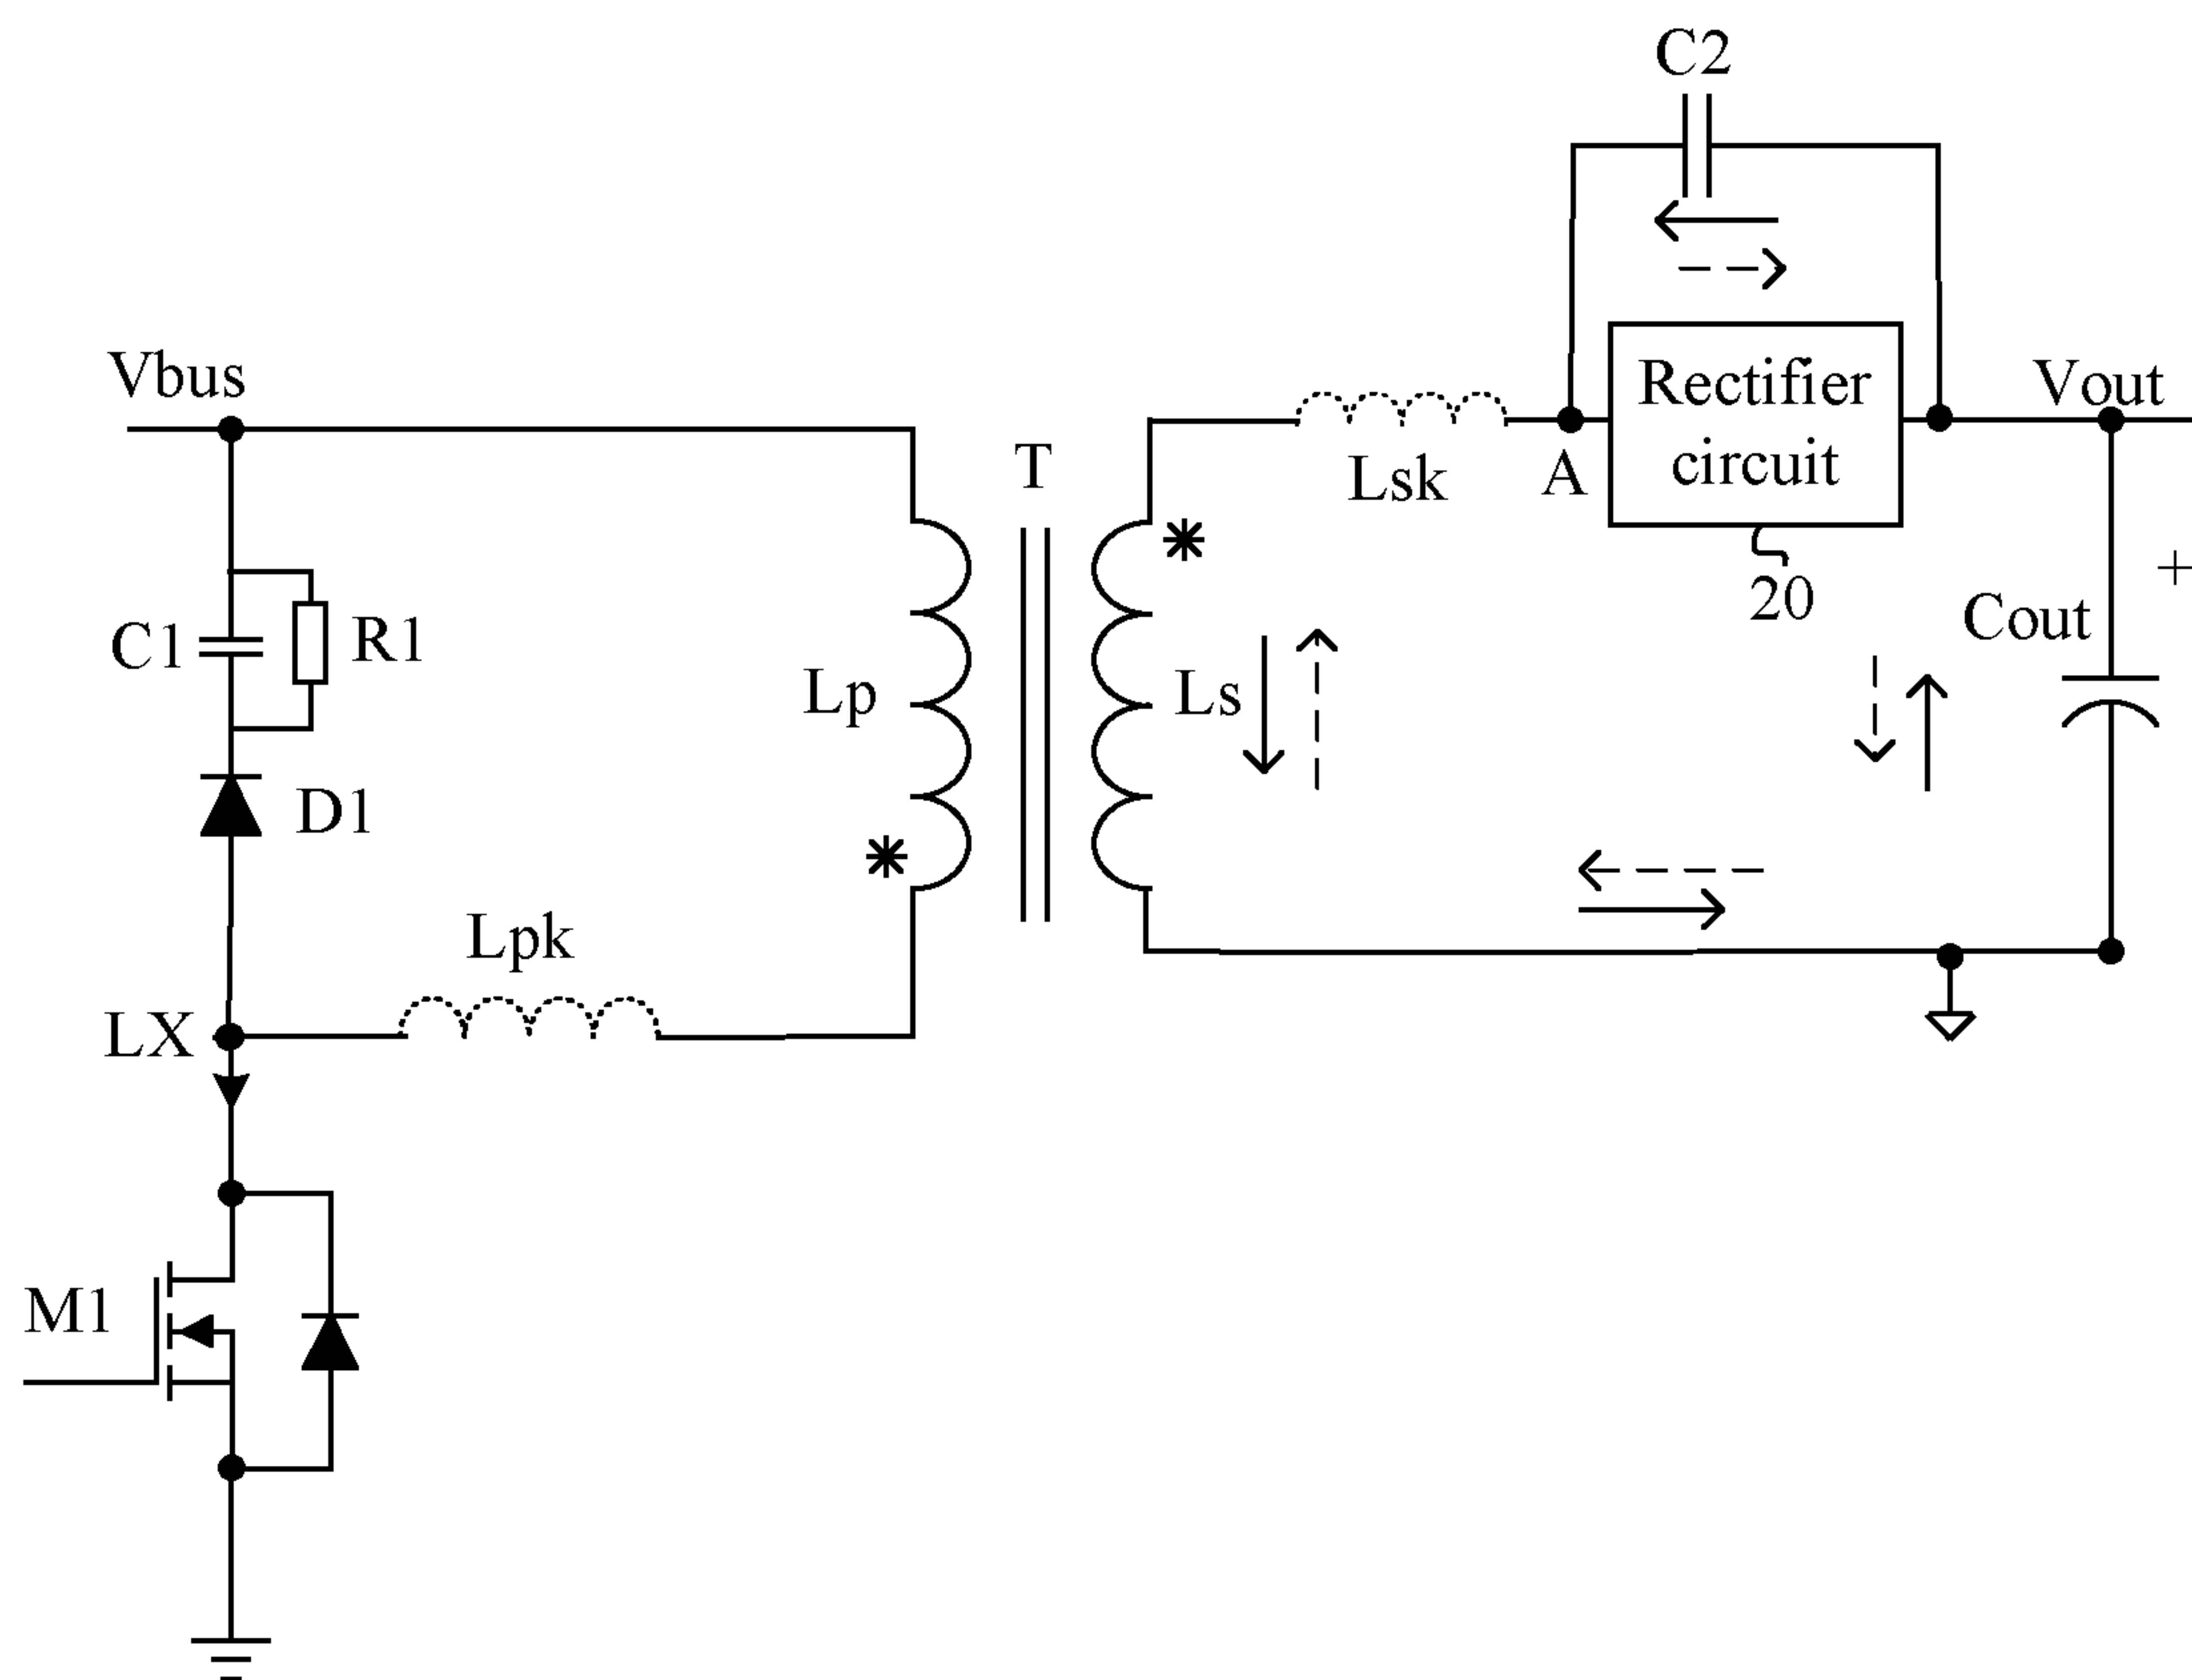 C2
Vbus
Rectifier
circuit
Vout
T
Lsk
A
20
+
Cout
C1
R1
Lp
Ls
D1
Lpk
LX
M1